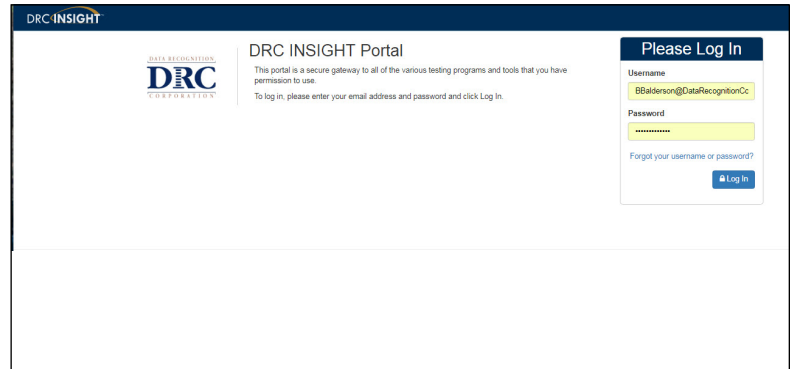 DRC INSIGHT
DATA RECOGNITION
DRC
CORPORATION
DRC INSIGHT Portal
This portal is a secure gateway to all of the various testing programs and tools that you have
permission to use.
To log in, please enter your email address and password and click Log In.
Please Log In
Username
BBalderson@DataRecognitionCc
Password
•••••••••••••
Forgot your username or password?
Log In